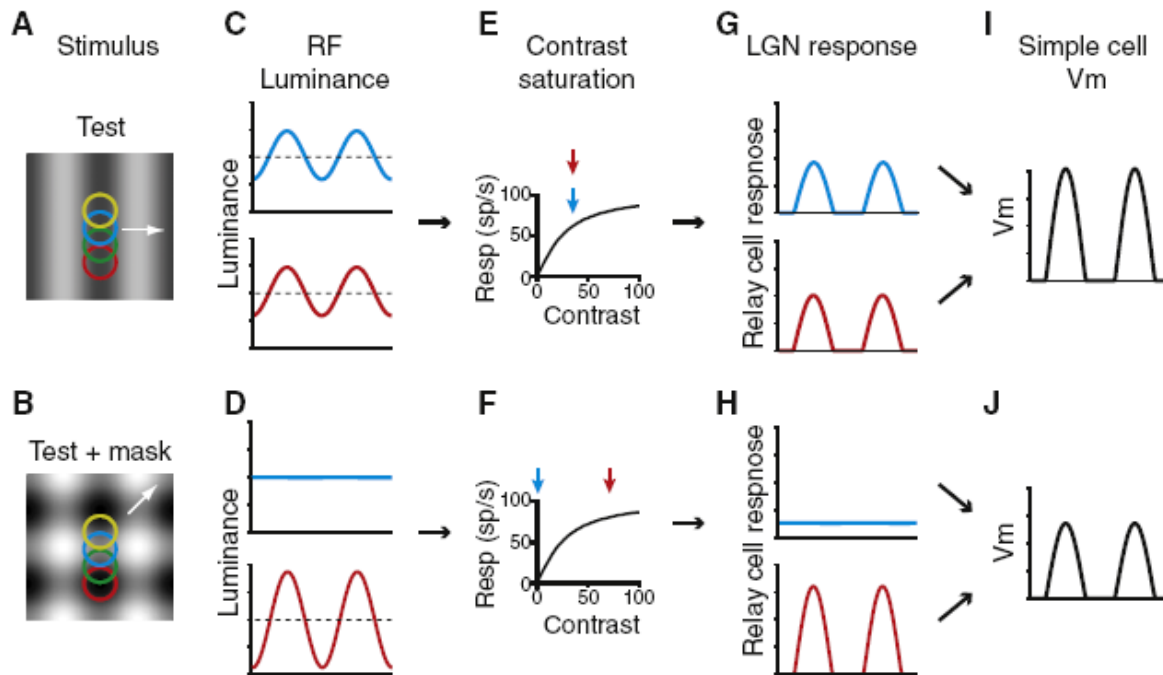 A
Stimulus
Test
C
RF
Luminance
Luminance
E
Contrast
saturation
Resp (sp/s)
100
50
0
0
50
100
Contrast
G
LGN response
Relay cell respnose
I
Simple cell
Vm
Vm
B
Test + mask
D
Luminance
F
Resp (sp/s)
100
50
0
0
50
100
Contrast
H
Relay cell respnose
J
Vm